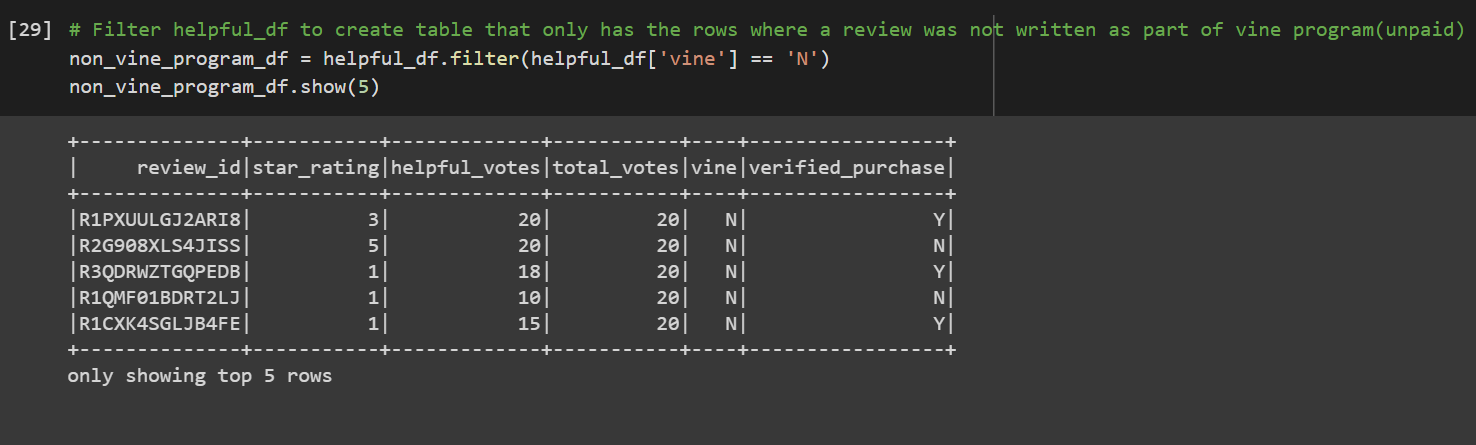 [29] # Filter helpful_df to create table that only has the rows where a review was not written as part of vine program(unpaid)
non_vine_program_df = helpful_df.filter(helpful_df['vine'] == 'N')
non_vine_program_df.show(5)
+--------------+-----------+-------------+-----------+----+-----------------+
|     review_id|star_rating|helpful_votes|total_votes|vine|verified_purchase|
+--------------+-----------+-------------+-----------+----+-----------------+
|R1PXUULGJ2ARI8|          3|           20|         20|   N|                Y|
|R2G908XLS4JISS|          5|           20|         20|   N|                N|
|R3QDRWZTGQPEDB|          1|           18|         20|   N|                Y|
|R1QMF01BDRT2LJ|          1|           10|         20|   N|                N|
|R1CXK4SGLJB4FE|          1|           15|         20|   N|                Y|
+--------------+-----------+-------------+-----------+----+-----------------+
only showing top 5 rows